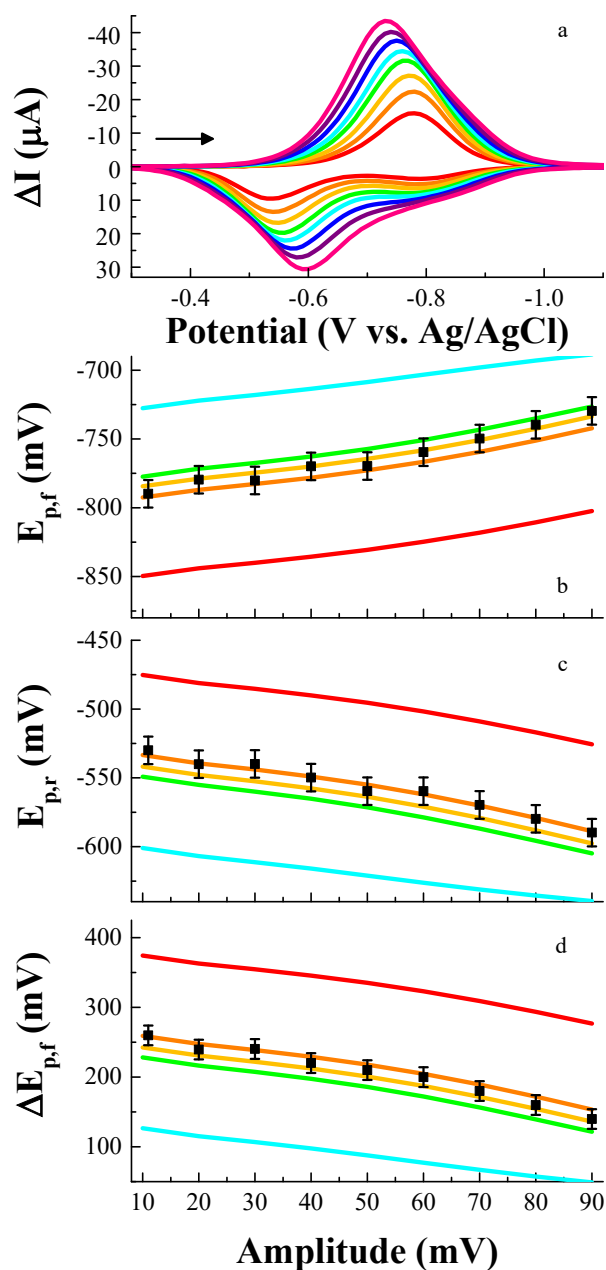 a
-40
-30
-20
-10
0
10
20
30
ΔI (μA)
-0.4 -0.6 -0.8 -1.0
Potential (V vs. Ag/AgCl)
-700
-750
-800
-850
E_p,f (mV)
b
-450
-500
-550
-600
E_p,r (mV)
c
400
300
200
100
ΔE_p,f (mV)
d
10 20 30 40 50 60 70 80 90
Amplitude (mV)